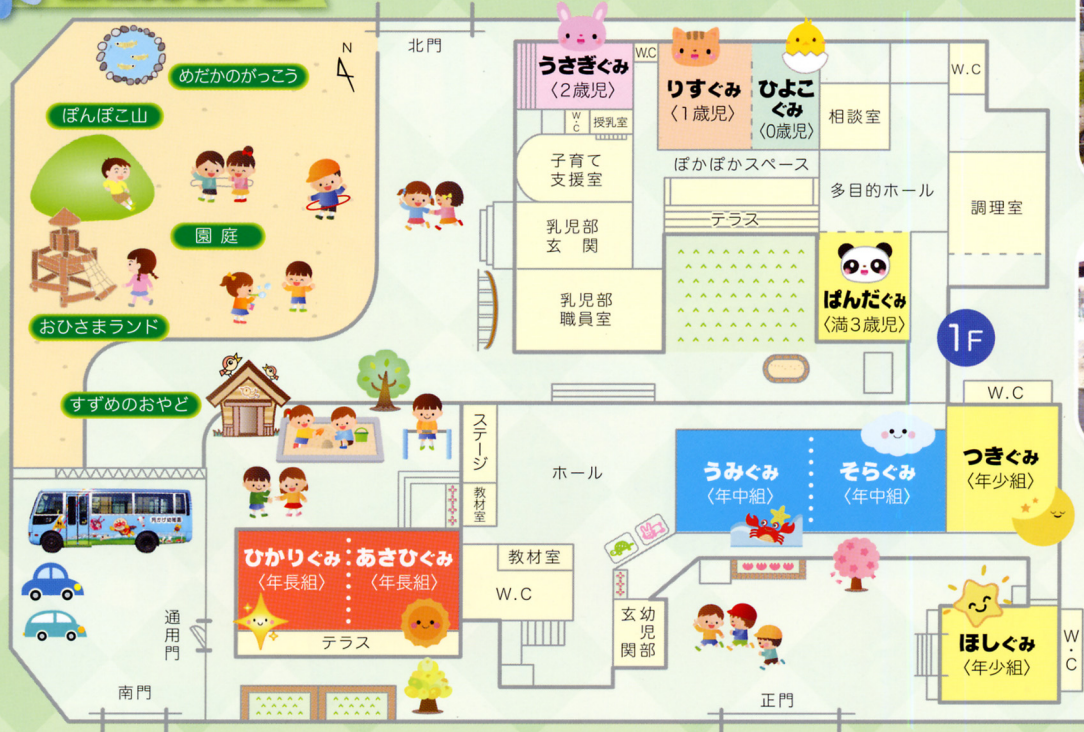 北門
N
めだかのがっこう
ぽんぽこ山
園庭
おひさまランド
すずめのおやど
うさぎぐみ
〈2歳児〉
W.C
りすぐみ
〈1歳児〉
ひよこ
ぐみ
〈0歳児〉
W.C
相談室
W.C
授乳室
子育て
支援室
ぽかぽかスペース
多目的ホール
調理室
テラス
乳児部
玄関
乳児部
職員室
ぱんだぐみ
〈満3歳児〉
1F
W.C
ステージ
ホール
教材室
うみぐみ
〈年中組〉
そらぐみ
〈年中組〉
つきぐみ
〈年少組〉
ひかりぐみ
〈年長組〉
あさひぐみ
〈年長組〉
テラス
教材室
W.C
幼児部
玄関
ほしぐみ
〈年少組〉
W.C
通用門
南門
正門